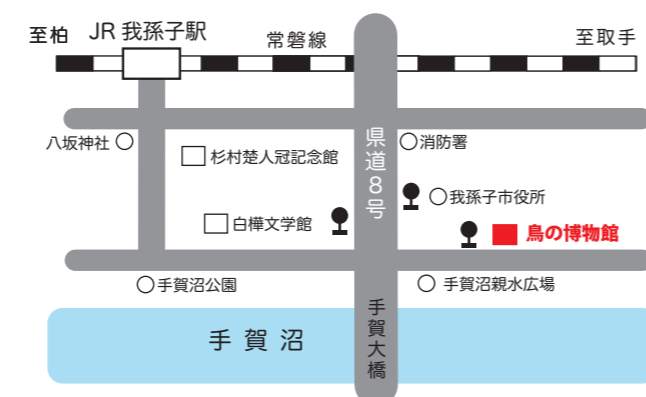 至柏
JR 我孫子駅
常磐線
至取手
八坂神社
杉村楚人冠記念館
県道8号
消防署
我孫子市役所
白樺文学館
鳥の博物館
手賀沼公園
手賀沼親水広場
手賀沼
手賀大橋